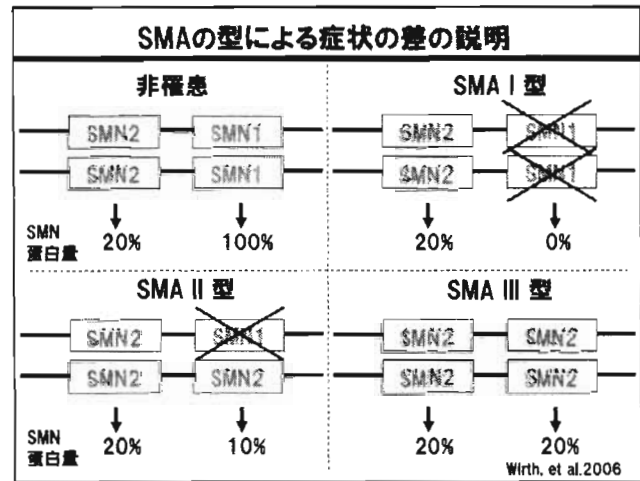 SMAの型による症状の差の説明
非罹患
SMN2 SMN1
SMN2 SMN1
SMN
蛋白量
20% 100%
SMA I 型
SMN2 SMN1
SMN2 SMN1
20% 0%
SMA II 型
SMN2 SMN1
SMN2 SMN2
SMN
蛋白量
20% 10%
SMA III 型
SMN2 SMN2
SMN2 SMN2
20% 20%
Wirth, et al.2006